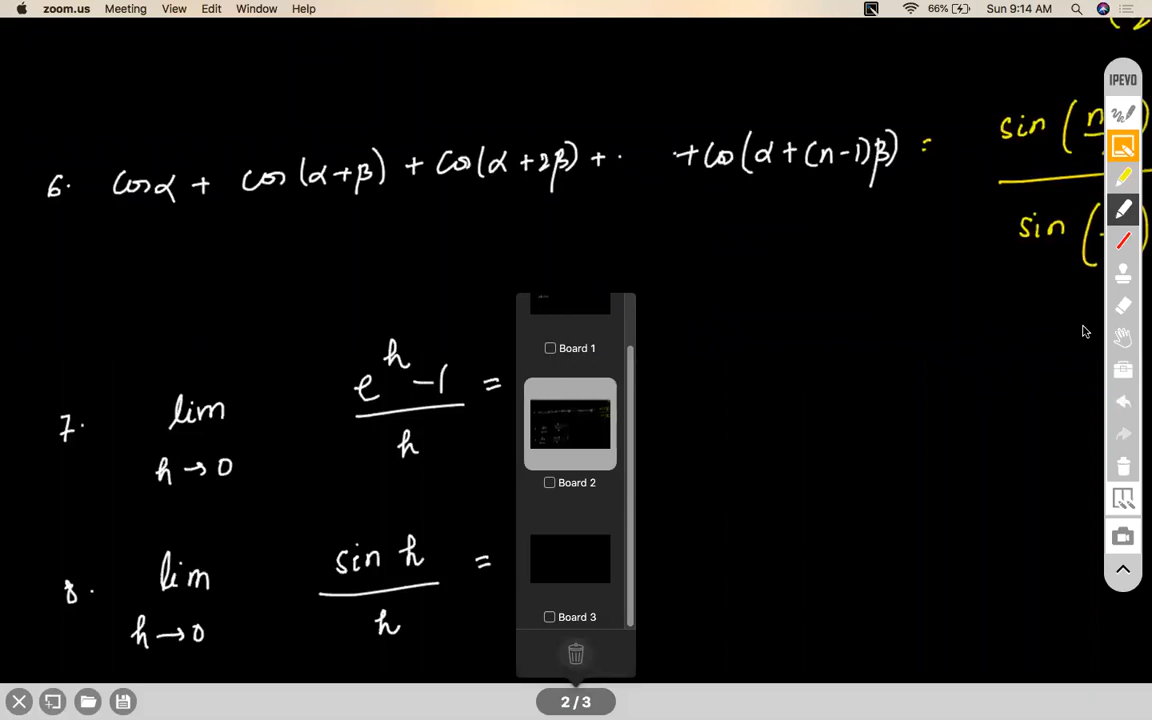 zoom.us Meeting View Edit Window Help 66% Sun 9:14 AM
IPEVO
6. cosα + cos(α+β) + cos(α+2β) + · · +cos(α+(n-1)β) = sin (n
sin (
Board 1
7. lim h→0 e^h -1 / h =
Board 2
8. lim h→0 sin h / h =
Board 3
2 / 3